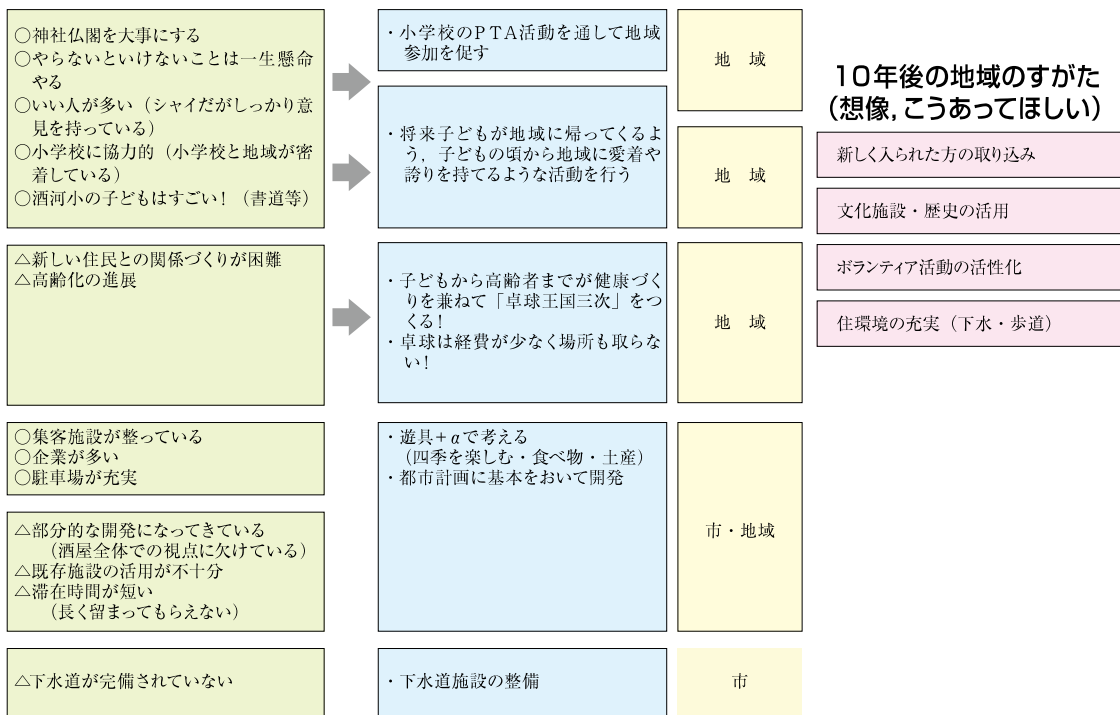 ○神社仏閣を大事にする
○やらないといけないことは一生懸命
やる
○いい人が多い（シャイだがしっかり意
見を持っている）
○小学校に協力的（小学校と地域が密
着している）
○酒河小の子どもはすごい！（書道等）
・小学校のＰＴＡ活動を通して地域
参加を促す
地　域
・将来子どもが地域に帰ってくるよ
う，子どもの頃から地域に愛着や
誇りを持てるような活動を行う
地　域
△新しい住民との関係づくりが困難
△高齢化の進展
・子どもから高齢者までが健康づく
りを兼ねて「卓球王国三次」をつ
くる！
・卓球は経費が少なく場所も取らな
い！
地　域
○集客施設が整っている
○企業が多い
○駐車場が充実
△部分的な開発になってきている
（酒屋全体での視点に欠けている）
△既存施設の活用が不十分
△滞在時間が短い
（長く留まってもらえない）
・遊具＋αで考える
（四季を楽しむ・食べ物・土産）
・都市計画に基本をおいて開発
市・地域
△下水道が完備されていない
・下水道施設の整備
市
10年後の地域のすがた
（想像，こうあってほしい）
新しく入られた方の取り込み
文化施設・歴史の活用
ボランティア活動の活性化
住環境の充実（下水・歩道）